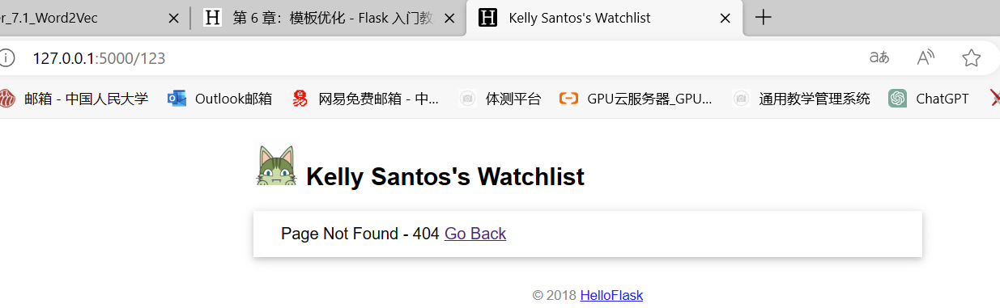 er_7.1_Word2Vec
第 6 章：模板优化 - Flask 入门教
Kelly Santos's Watchlist
127.0.0.1:5000/123
邮箱 - 中国人民大学 Outlook邮箱 网易免费邮箱 - 中... 体测平台 GPU云服务器_GPU... 通用教学管理系统 ChatGPT
Kelly Santos's Watchlist
Page Not Found - 404 Go Back
© 2018 HelloFlask